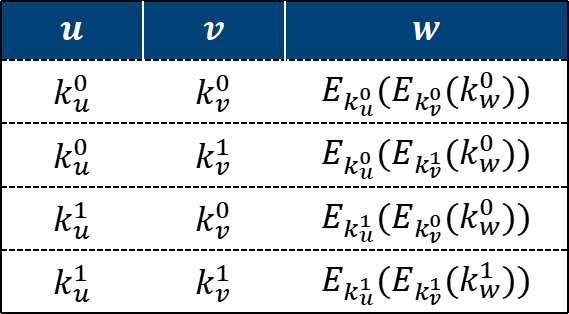 u v w
k_u^0 k_v^0 E_{k_u^0}(E_{k_v^0}(k_w^0))
k_u^0 k_v^1 E_{k_u^0}(E_{k_v^1}(k_w^0))
k_u^1 k_v^0 E_{k_u^1}(E_{k_v^0}(k_w^0))
k_u^1 k_v^1 E_{k_u^1}(E_{k_v^1}(k_w^1))